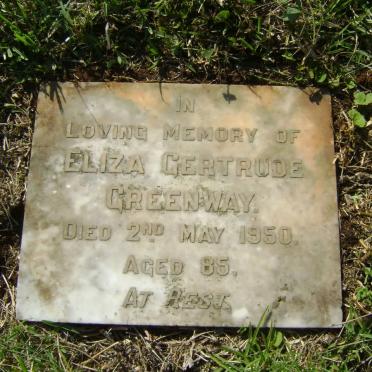 IN
LOVING MEMORY OF
ELIZA GERTRUDE
GREENWAY.
DIED 2ND MAY 1950.
AGED 85.
AT REST.